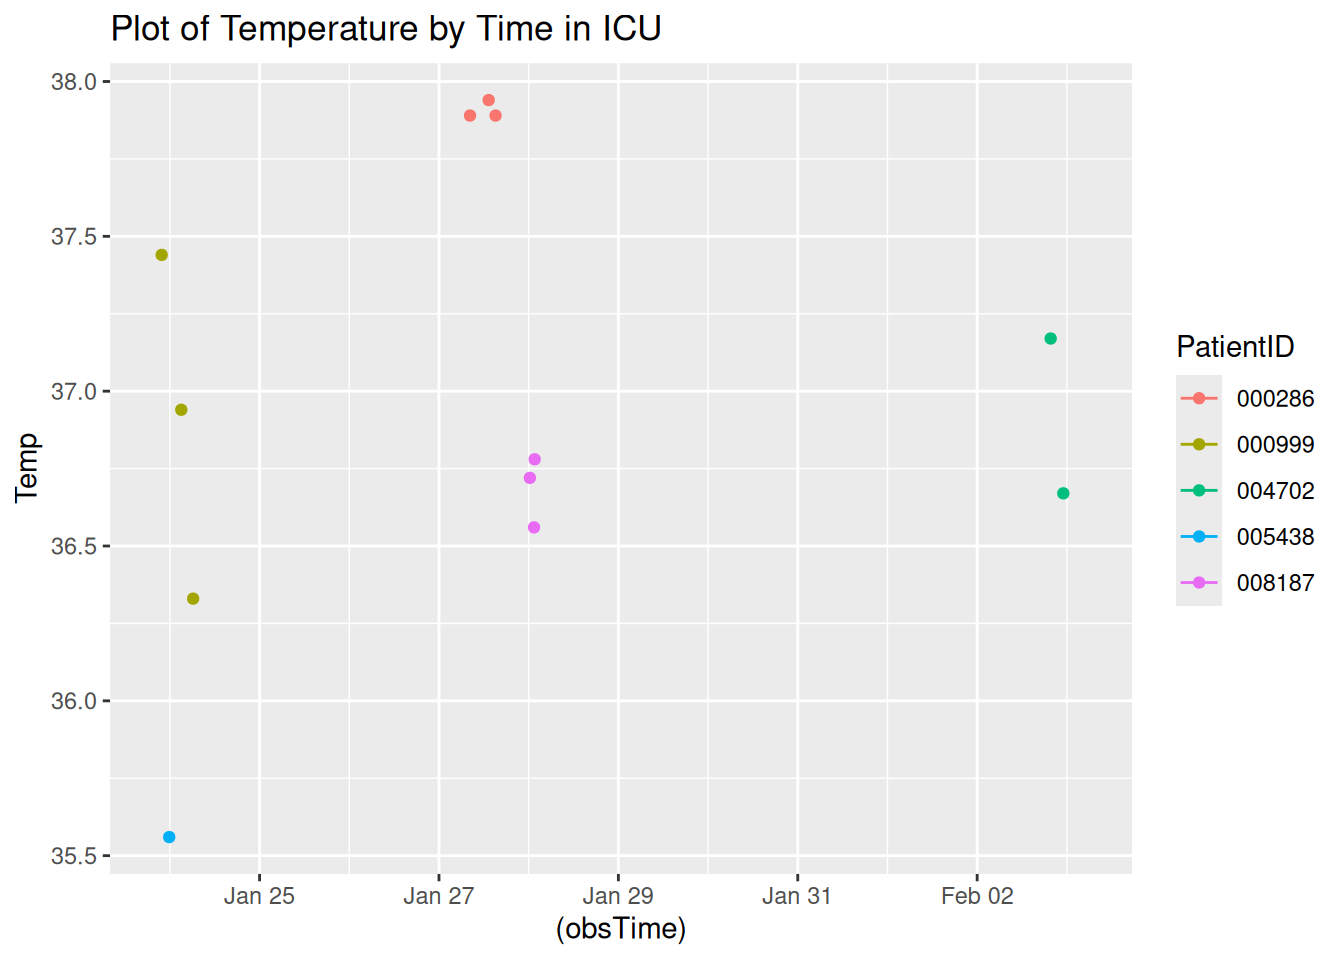 Plot of Temperature by Time in ICU
38.0
37.5
37.0
36.5
36.0
35.5
Temp
Jan 25
Jan 27
Jan 29
Jan 31
Feb 02
(obsTime)
PatientID
000286
000999
004702
005438
008187